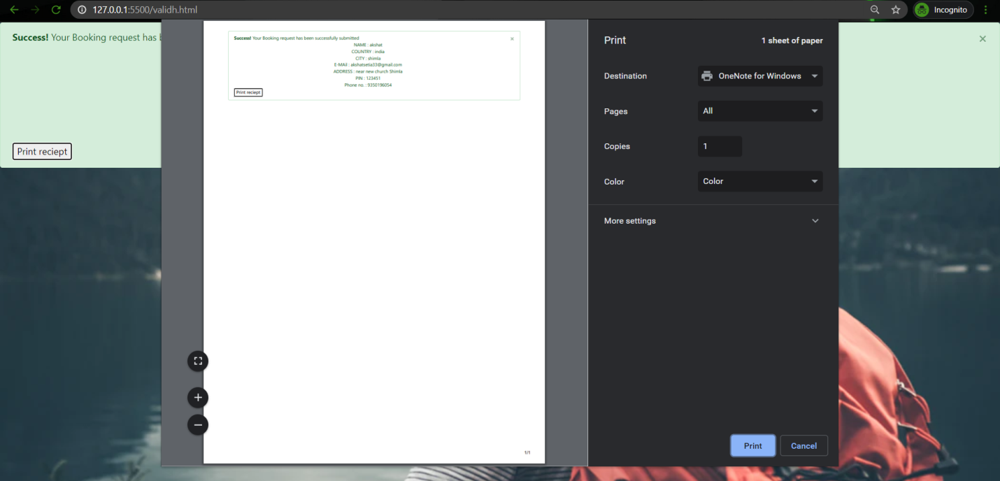 127.0.0.1:5500/validh.html
Incognito
Success! Your Booking request has
Print reciept
Success! Your Booking request has been successfully submitted
NAME : akshat
COUNTRY : india
CITY : shimla
E-MAil : akshatsetia33@gmail.com
ADDRESS : near new church Shimla
PIN : 123451
Phone no. : 9350196054
Print reciept
1/1
Print
1 sheet of paper
Destination
OneNote for Windows
Pages
All
Copies
1
Color
Color
More settings
Print
Cancel